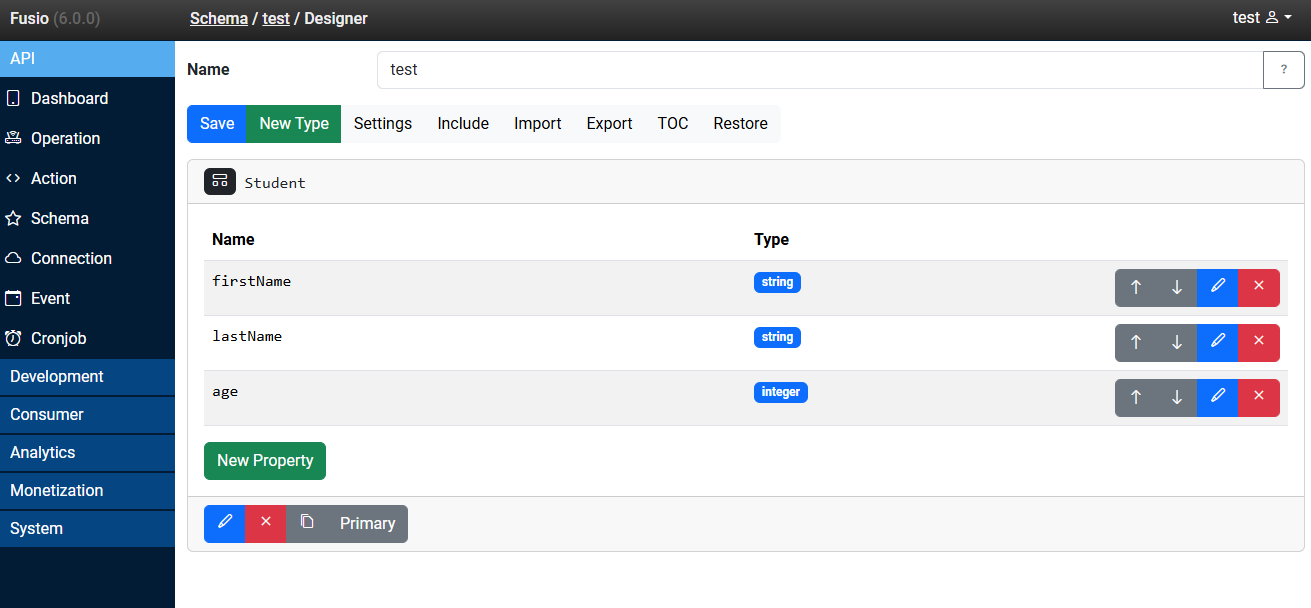 Fusio (6.0.0)
Schema / test / Designer
test
API
Dashboard
Operation
Action
Schema
Connection
Event
Cronjob
Development
Consumer
Analytics
Monetization
System
Name
test
?
Save New Type Settings Include Import Export TOC Restore
Student
Name Type
firstName string
lastName string
age integer
New Property
Primary